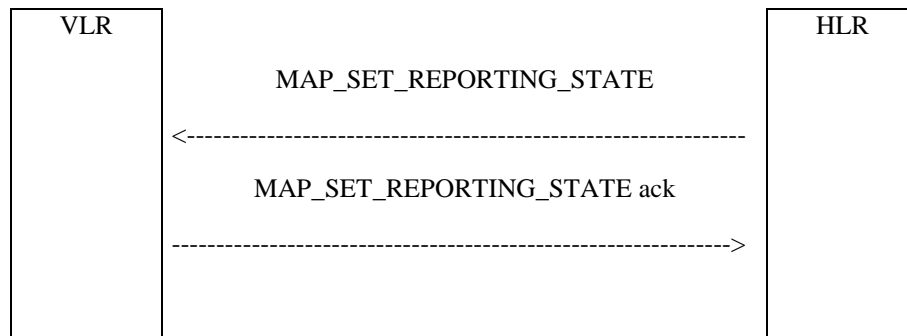 VLR HLR
MAP_SET_REPORTING_STATE
<--------------------------------------------------------------
MAP_SET_REPORTING_STATE ack
-------------------------------------------------------------->